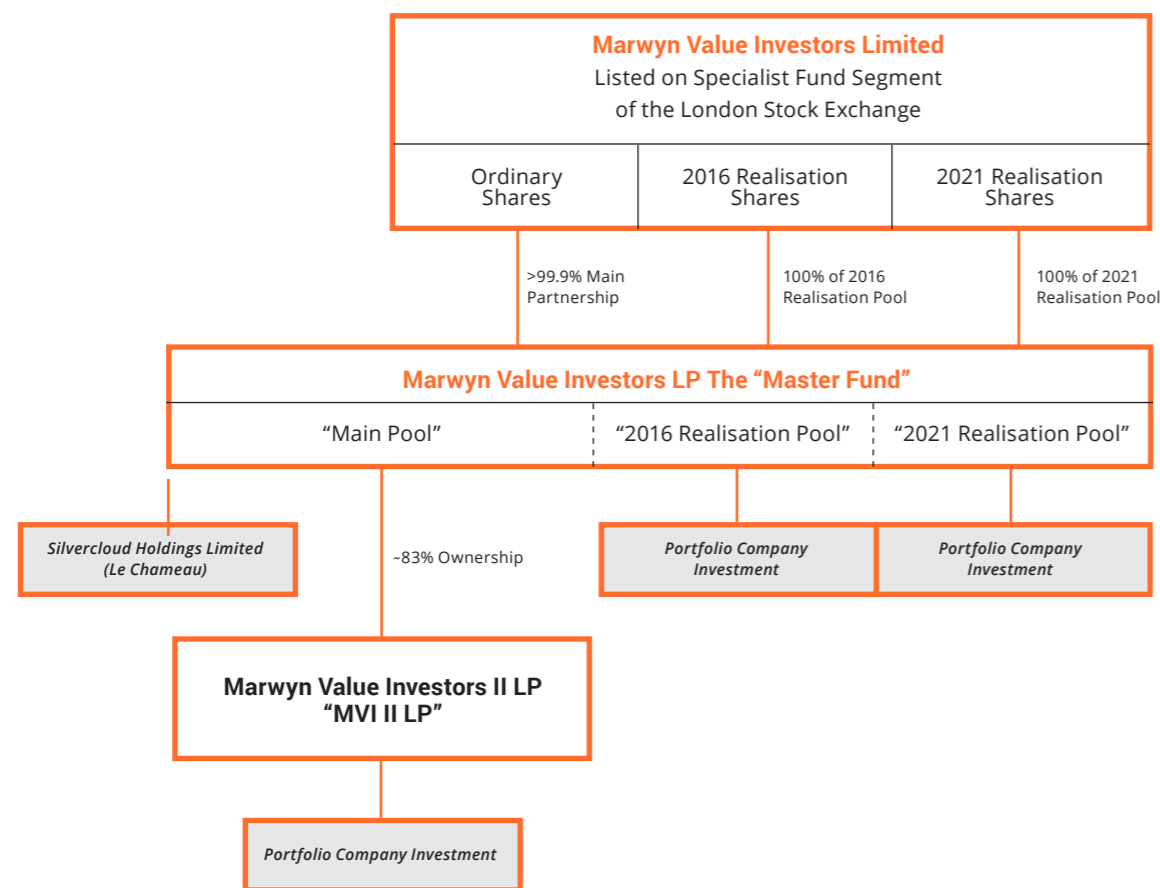 Marwyn Value Investors Limited
Listed on Specialist Fund Segment
of the London Stock Exchange
Ordinary
Shares
2016 Realisation
Shares
2021 Realisation
Shares
>99.9% Main
Partnership
100% of 2016
Realisation Pool
100% of 2021
Realisation Pool
Marwyn Value Investors LP The “Master Fund”
“Main Pool”
“2016 Realisation Pool”
“2021 Realisation Pool”
Silvercloud Holdings Limited
(Le Chameau)
~83% Ownership
Portfolio Company
Investment
Portfolio Company
Investment
Marwyn Value Investors II LP
“MVI II LP”
Portfolio Company Investment